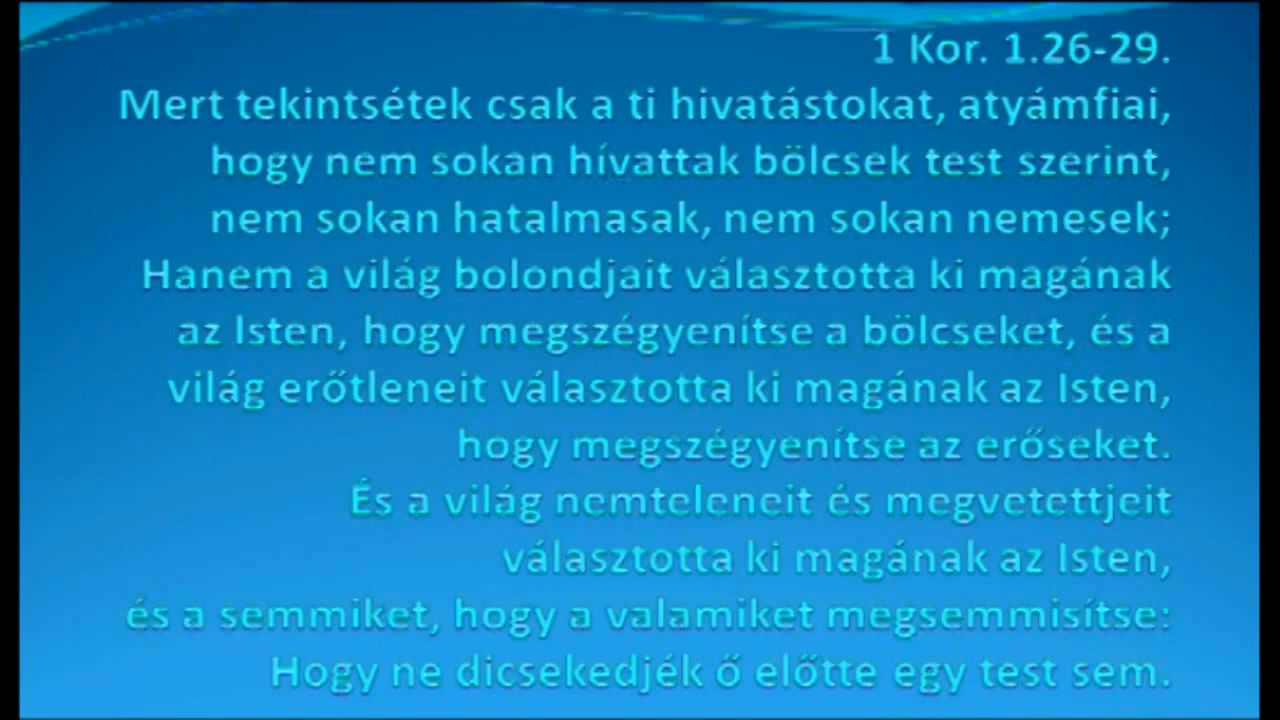 1 Kor. 1.26-29.
Mert tekintsétek csak a ti hivatástokat, atyámfiai,
hogy nem sokan hívattak bölcsek test szerint,
nem sokan hatalmasak, nem sokan nemesek;
Hanem a világ bolondjait választotta ki magának
az Isten, hogy megszégyenítse a bölcseket, és a
világ erőtleneit választotta ki magának az Isten,
hogy megszégyenítse az erőseket.
És a világ nemteleneit és megvetettjeit
választotta ki magának az Isten,
és a semmiket, hogy a valamiket megsemmisítse:
Hogy ne dicsekedjék ő előtte egy test sem.